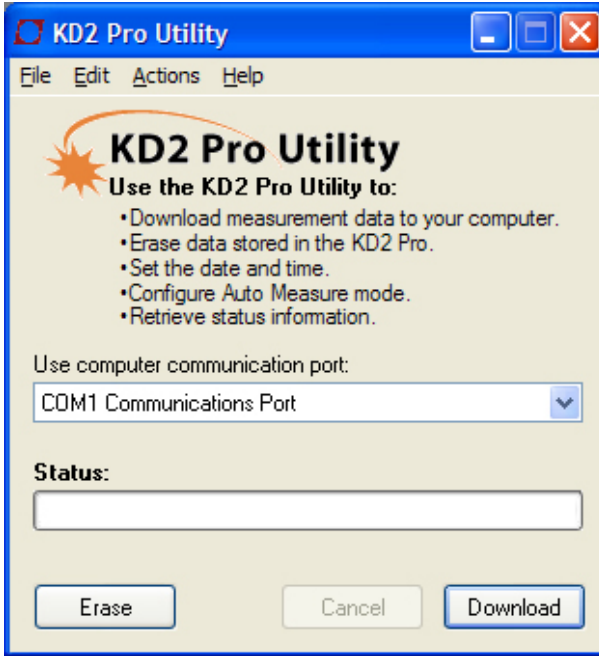 KD2 Pro Utility
File Edit Actions Help
KD2 Pro Utility
Use the KD2 Pro Utility to:
•Download measurement data to your computer.
•Erase data stored in the KD2 Pro.
•Set the date and time.
•Configure Auto Measure mode.
•Retrieve status information.
Use computer communication port:
COM1 Communications Port
Status:
Erase Cancel Download